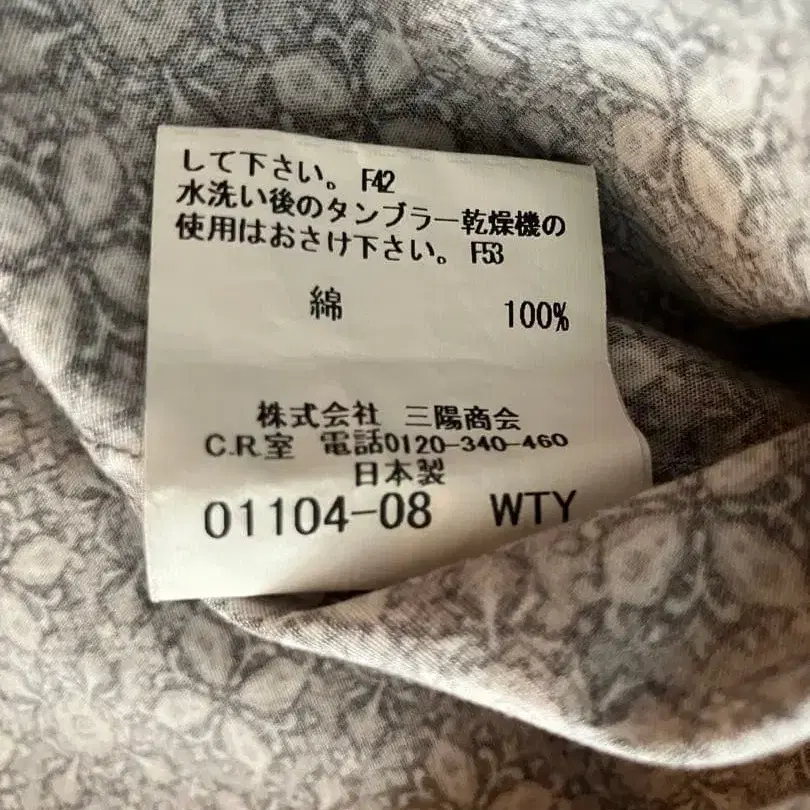 して下さい。F42
水洗い後のタンブラー乾燥機の
使用はおさけ下さい。F53
綿 100%
株式会社 三陽商会
C.R.室 電話0120-340-460
日本製
01104-08 WTY